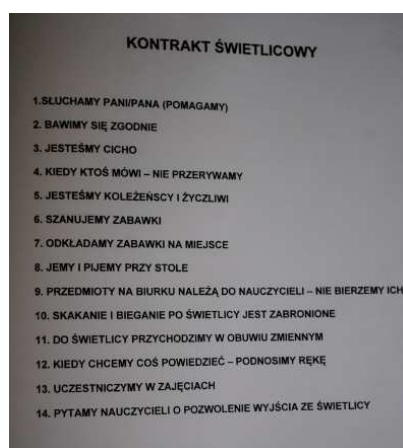 KONTRAKT ŚWIETLICOWY
1.SŁUCHAMY PANI/PANA (POMAGAMY)
2. BAWIMY SIĘ ZGODNIE
3. JESTEŚMY CICHO
4. KIEDY KTOŚ MÓWI – NIE PRZERYWAMY
5. JESTEŚMY KOLEŻEŃSCY I ŻYCZLIWI
6. SZANUJEMY ZABAWKI
7. ODKŁADAMY ZABAWKI NA MIEJSCE
8. JEMY I PIJEMY PRZY STOLE
9. PRZEDMIOTY NA BIURKU NALEŻĄ DO NAUCZYCIELI – NIE BIERZEMY ICH
10. SKAKANIE I BIEGANIE PO ŚWIETLICY JEST ZABRONIONE
11. DO ŚWIETLICY PRZYCHODZIMY W OBUWIU ZMIENNYM
12. KIEDY CHCEMY COŚ POWIEDZIEĆ – PODNOSIMY RĘKĘ
13. UCZESTNICZYMY W ZAJĘCIACH
14. PYTAMY NAUCZYCIELI O POZWOLENIE WYJŚCIA ZE ŚWIETLICY